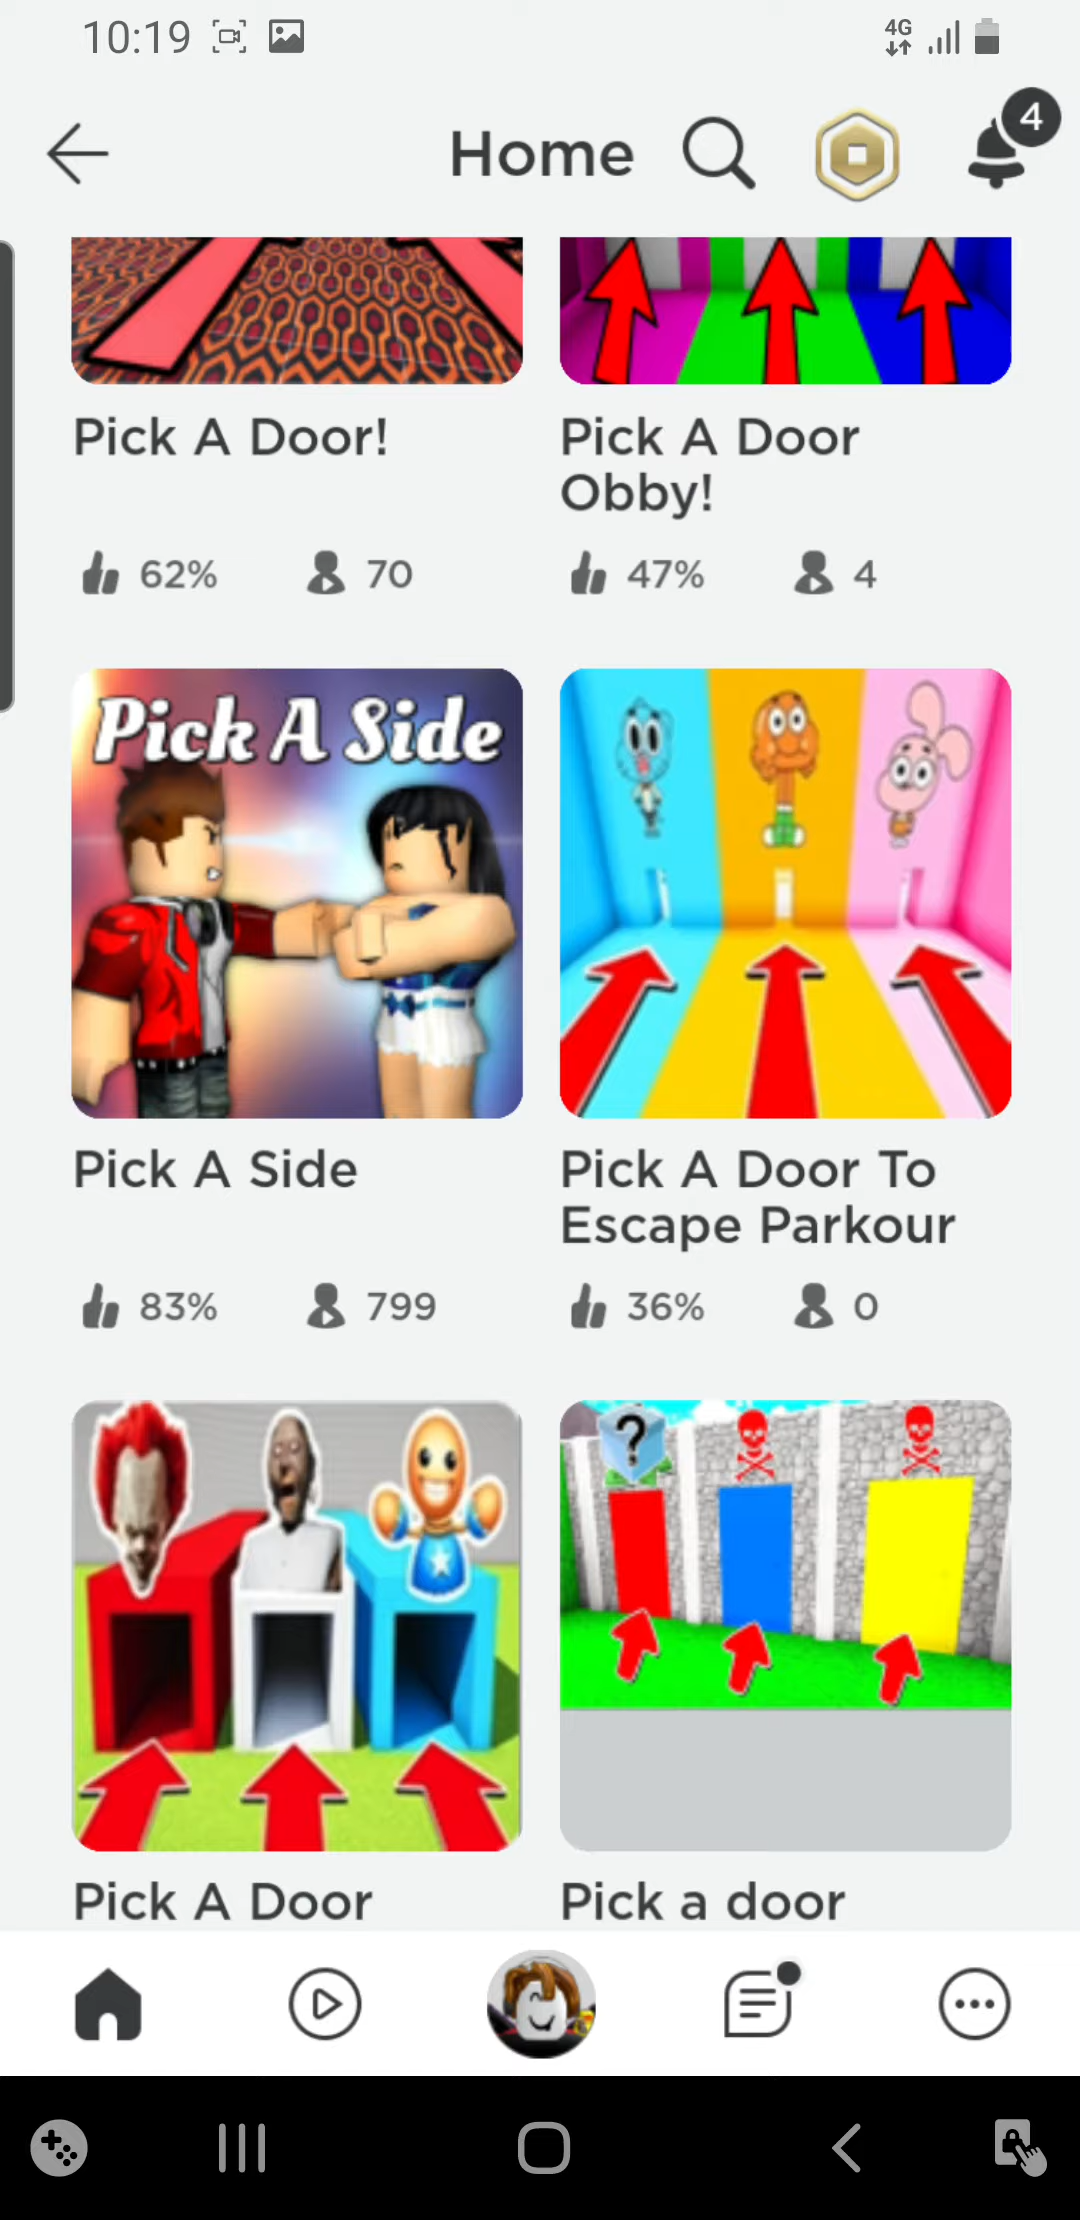 10:19
4G
Home
4
Pick A Door!
Pick A Door
Obby!
62%
70
47%
4
Pick A Side
Pick A Side
Pick A Door To
Escape Parkour
83%
799
36%
0
?
Pick A Door
Pick a door